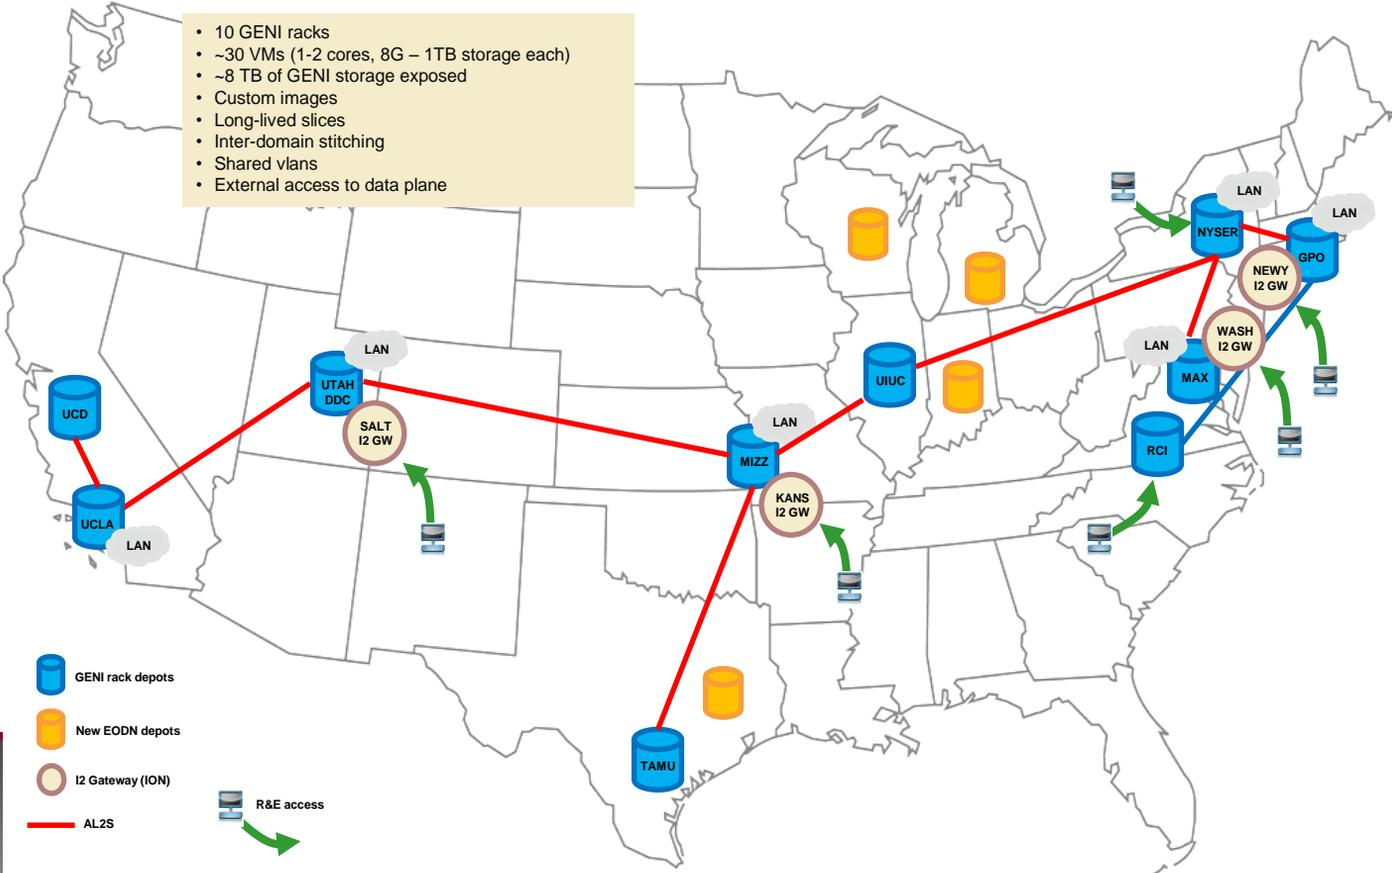 • 10 GENI racks
• ~30 VMs (1-2 cores, 8G – 1TB storage each)
• ~8 TB of GENI storage exposed
• Custom images
• Long-lived slices
• Inter-domain stitching
• Shared vlans
• External access to data plane
LAN
LAN
NYSER
GPO
NEWY
I2 GW
WASH
I2 GW
LAN
MAX
LAN
UTAH
DDC
UIUC
UCD
SALT
I2 GW
LAN
MIZZ
RCI
KANS
I2 GW
UCLA
LAN
TAMU
GENI rack depots
New EODN depots
I2 Gateway (ION)
R&E access
AL2S